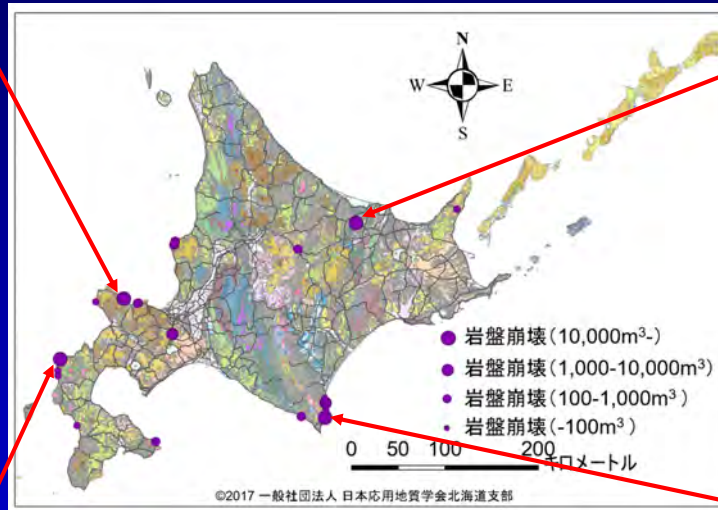 N
W E
S
岩盤崩壊(10,000m³-)
岩盤崩壊(1,000-10,000m³)
岩盤崩壊(100-1,000m³)
岩盤崩壊(-100m³)
0 50 100 200
キロメートル
©2017 一般社団法人 日本応用地質学会北海道支部